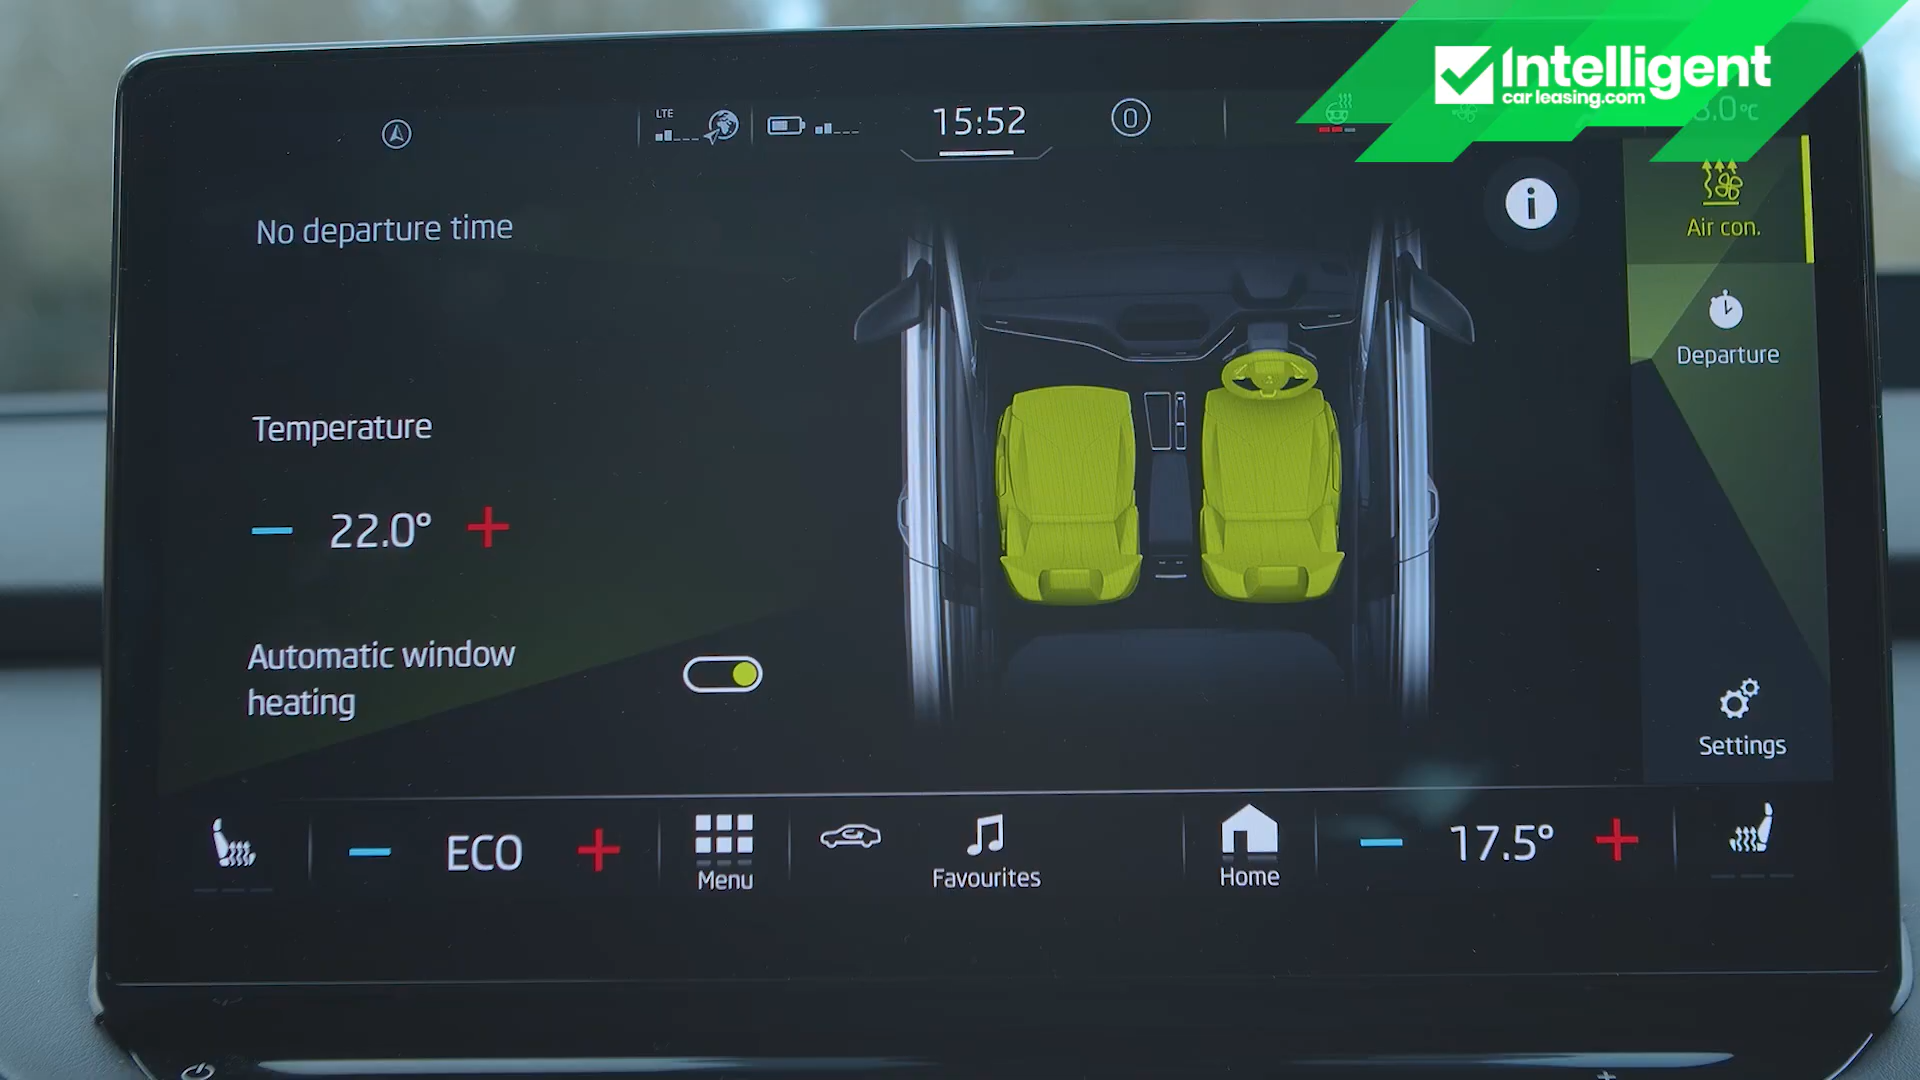 Intelligent
car leasing.com
LTE
15:52
0
No departure time
Air con.
Departure
Temperature
22.0°
Automatic window
heating
Settings
ECO
Menu
Favourites
Home
17.5°